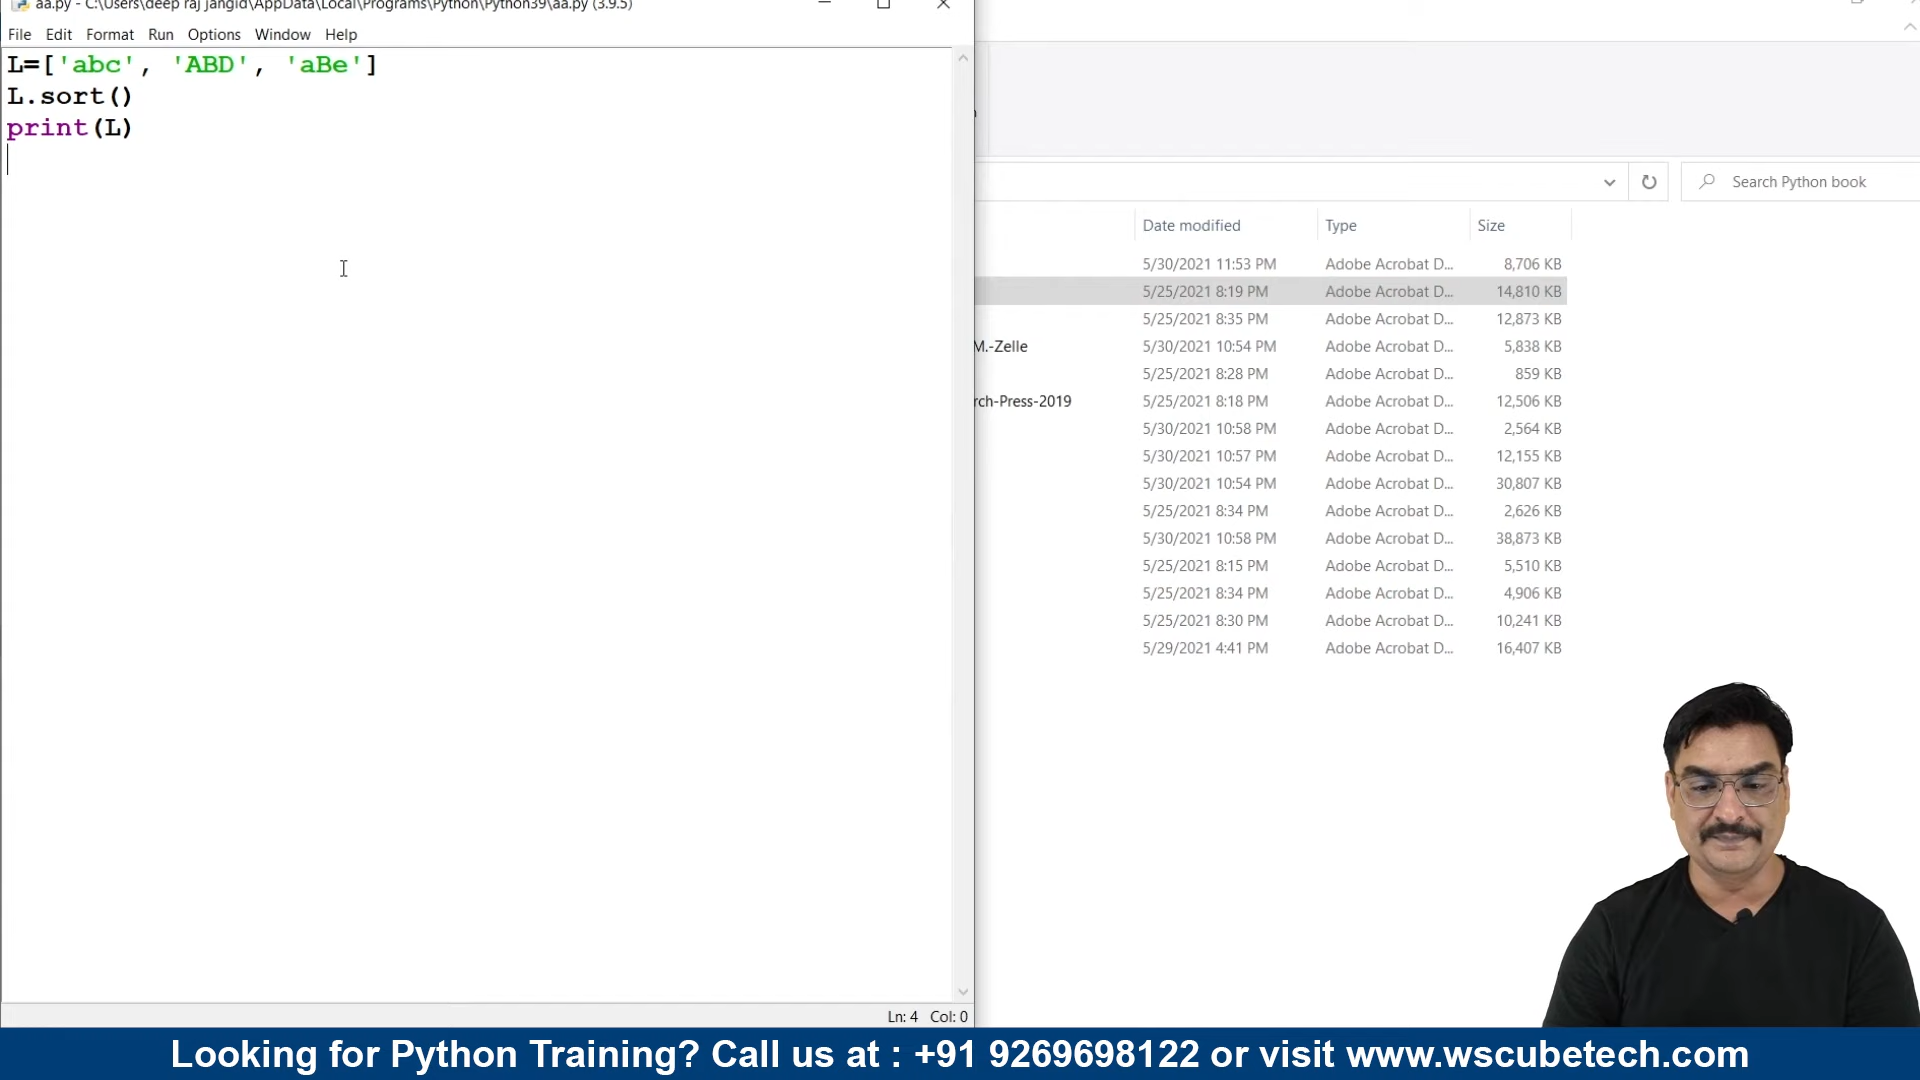 aa.py - C:\Users\deep raj jangid\AppData\Local\Programs\Python\Python39\aa.py (3.9.5)
File Edit Format Run Options Window Help
L=['abc', 'ABD', 'aBe']
L.sort()
print(L)
Ln: 4 Col: 0
Search Python book
Date modified Type Size
5/30/2021 11:53 PM Adobe Acrobat D... 8,706 KB
5/25/2021 8:19 PM Adobe Acrobat D... 14,810 KB
5/25/2021 8:35 PM Adobe Acrobat D... 12,873 KB
M.-Zelle 5/30/2021 10:54 PM Adobe Acrobat D... 5,838 KB
5/25/2021 8:28 PM Adobe Acrobat D... 859 KB
rch-Press-2019 5/25/2021 8:18 PM Adobe Acrobat D... 12,506 KB
5/30/2021 10:58 PM Adobe Acrobat D... 2,564 KB
5/30/2021 10:57 PM Adobe Acrobat D... 12,155 KB
5/30/2021 10:54 PM Adobe Acrobat D... 30,807 KB
5/25/2021 8:34 PM Adobe Acrobat D... 2,626 KB
5/30/2021 10:58 PM Adobe Acrobat D... 38,873 KB
5/25/2021 8:15 PM Adobe Acrobat D... 5,510 KB
5/25/2021 8:34 PM Adobe Acrobat D... 4,906 KB
5/25/2021 8:30 PM Adobe Acrobat D... 10,241 KB
5/29/2021 4:41 PM Adobe Acrobat D... 16,407 KB
Looking for Python Training? Call us at : +91 9269698122 or visit www.wscubetech.com